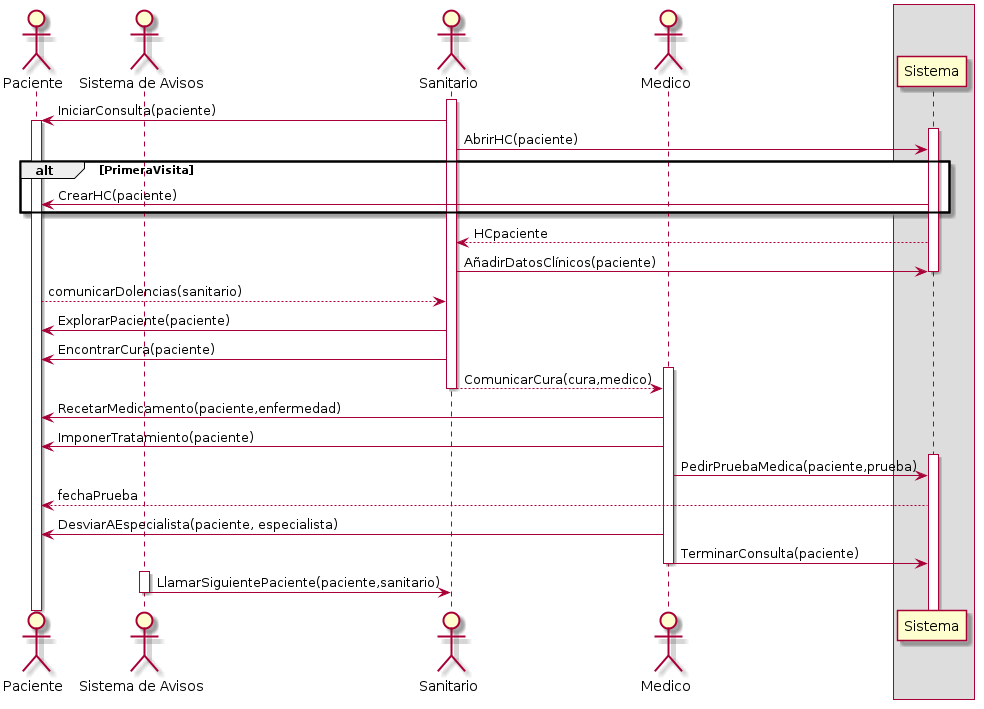 Paciente
Sistema de Avisos
Sanitario
Medico
Sistema
IniciarConsulta(paciente)
AbrirHC(paciente)
alt
[PrimeraVisita]
CrearHC(paciente)
HCpaciente
AñadirDatosClínicos(paciente)
comunicarDolencias(sanitario)
ExplorarPaciente(paciente)
EncontrarCura(paciente)
ComunicarCura(cura,medico)
RecetarMedicamento(paciente,enfermedad)
ImponerTratamiento(paciente)
PedirPruebaMedica(paciente,prueba)
fechaPrueba
DesviarAEspecialista(paciente, especialista)
TerminarConsulta(paciente)
LlamarSiguientePaciente(paciente,sanitario)
Paciente
Sistema de Avisos
Sanitario
Medico
Sistema